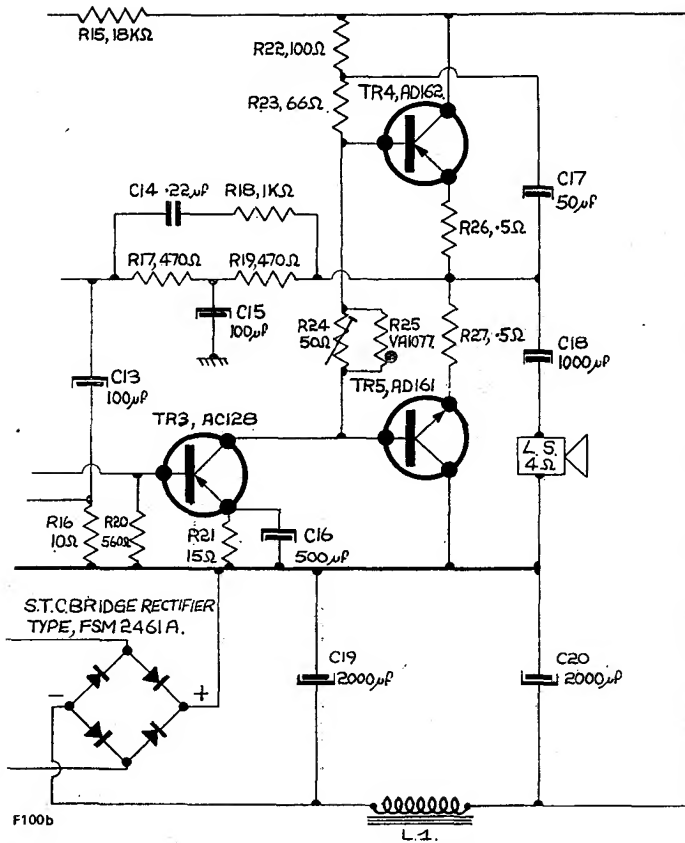 R15, 18KΩ
R22, 100Ω
R23, 66Ω
TR4, AD162
C17
50µF
C14 .22µF
R18, 1KΩ
R26, .5Ω
R17, 470Ω
R19, 470Ω
C15
100µF
R24
50Ω
R25
VA1077
R27, .5Ω
C18
1000µF
C13
100µF
TR3, AC128
TR5, AD161
L.S.
4Ω
R16
10Ω
R20
560Ω
R21
15Ω
C16
500µF
S.T.C. BRIDGE RECTIFIER
TYPE, FSM2461A.
C19
2000µF
C20
2000µF
− +
F100b
L.1.